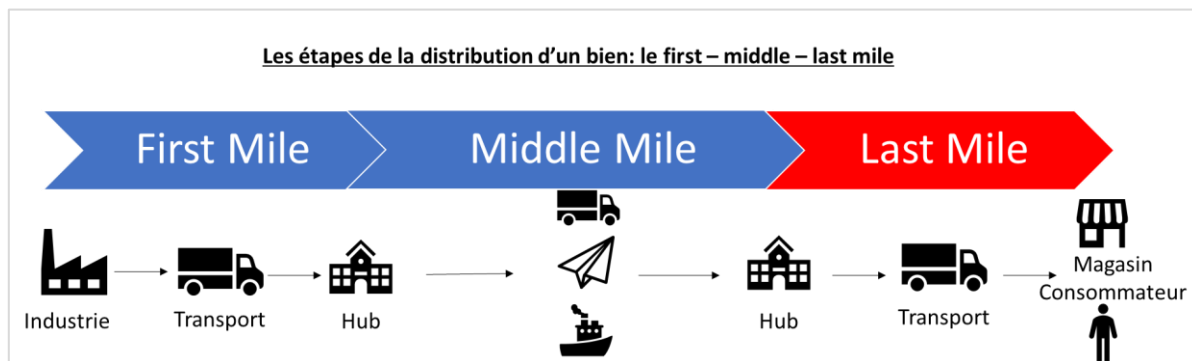 Les étapes de la distribution d'un bien: le first – middle – last mile
First Mile
Middle Mile
Last Mile
Industrie
Transport
Hub
Hub
Transport
Magasin
Consommateur